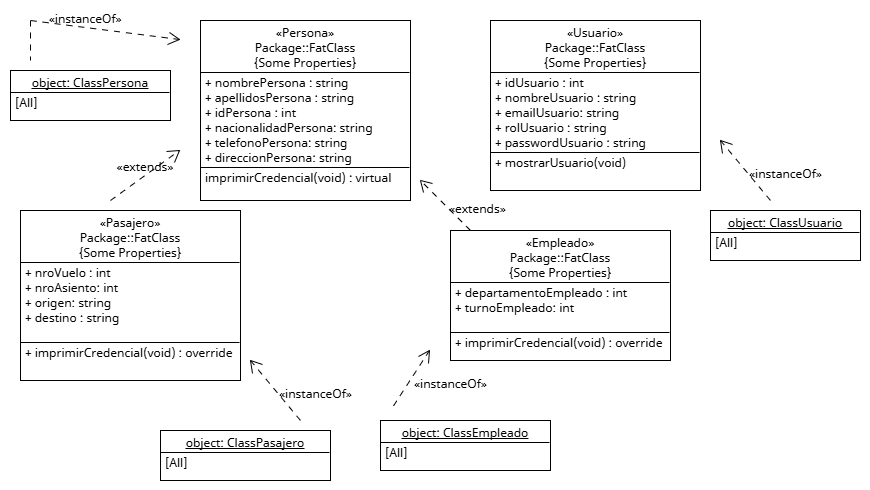 «instanceOf»
object: ClassPersona
[All]
«Persona»
Package::FatClass
{Some Properties}
+ nombrePersona : string
+ apellidosPersona : string
+ idPersona : int
+ nacionalidadPersona: string
+ telefonoPersona: string
+ direccionPersona: string
imprimirCredencial(void) : virtual
«Usuario»
Package::FatClass
{Some Properties}
+ idUsuario : int
+ nombreUsuario : string
+ emailUsuario: string
+ rolUsuario : string
+ passwordUsuario : string
+ mostrarUsuario(void)
«extends»
«instanceOf»
«extends»
object: ClassUsuario
[All]
«Pasajero»
Package::FatClass
{Some Properties}
+ nroVuelo : int
+ nroAsiento: int
+ origen: string
+ destino : string
+ imprimirCredencial(void) : override
«Empleado»
Package::FatClass
{Some Properties}
+ departamentoEmpleado : int
+ turnoEmpleado: int
+ imprimirCredencial(void) : override
«instanceOf»
«instanceOf»
object: ClassPasajero
[All]
object: ClassEmpleado
[All]